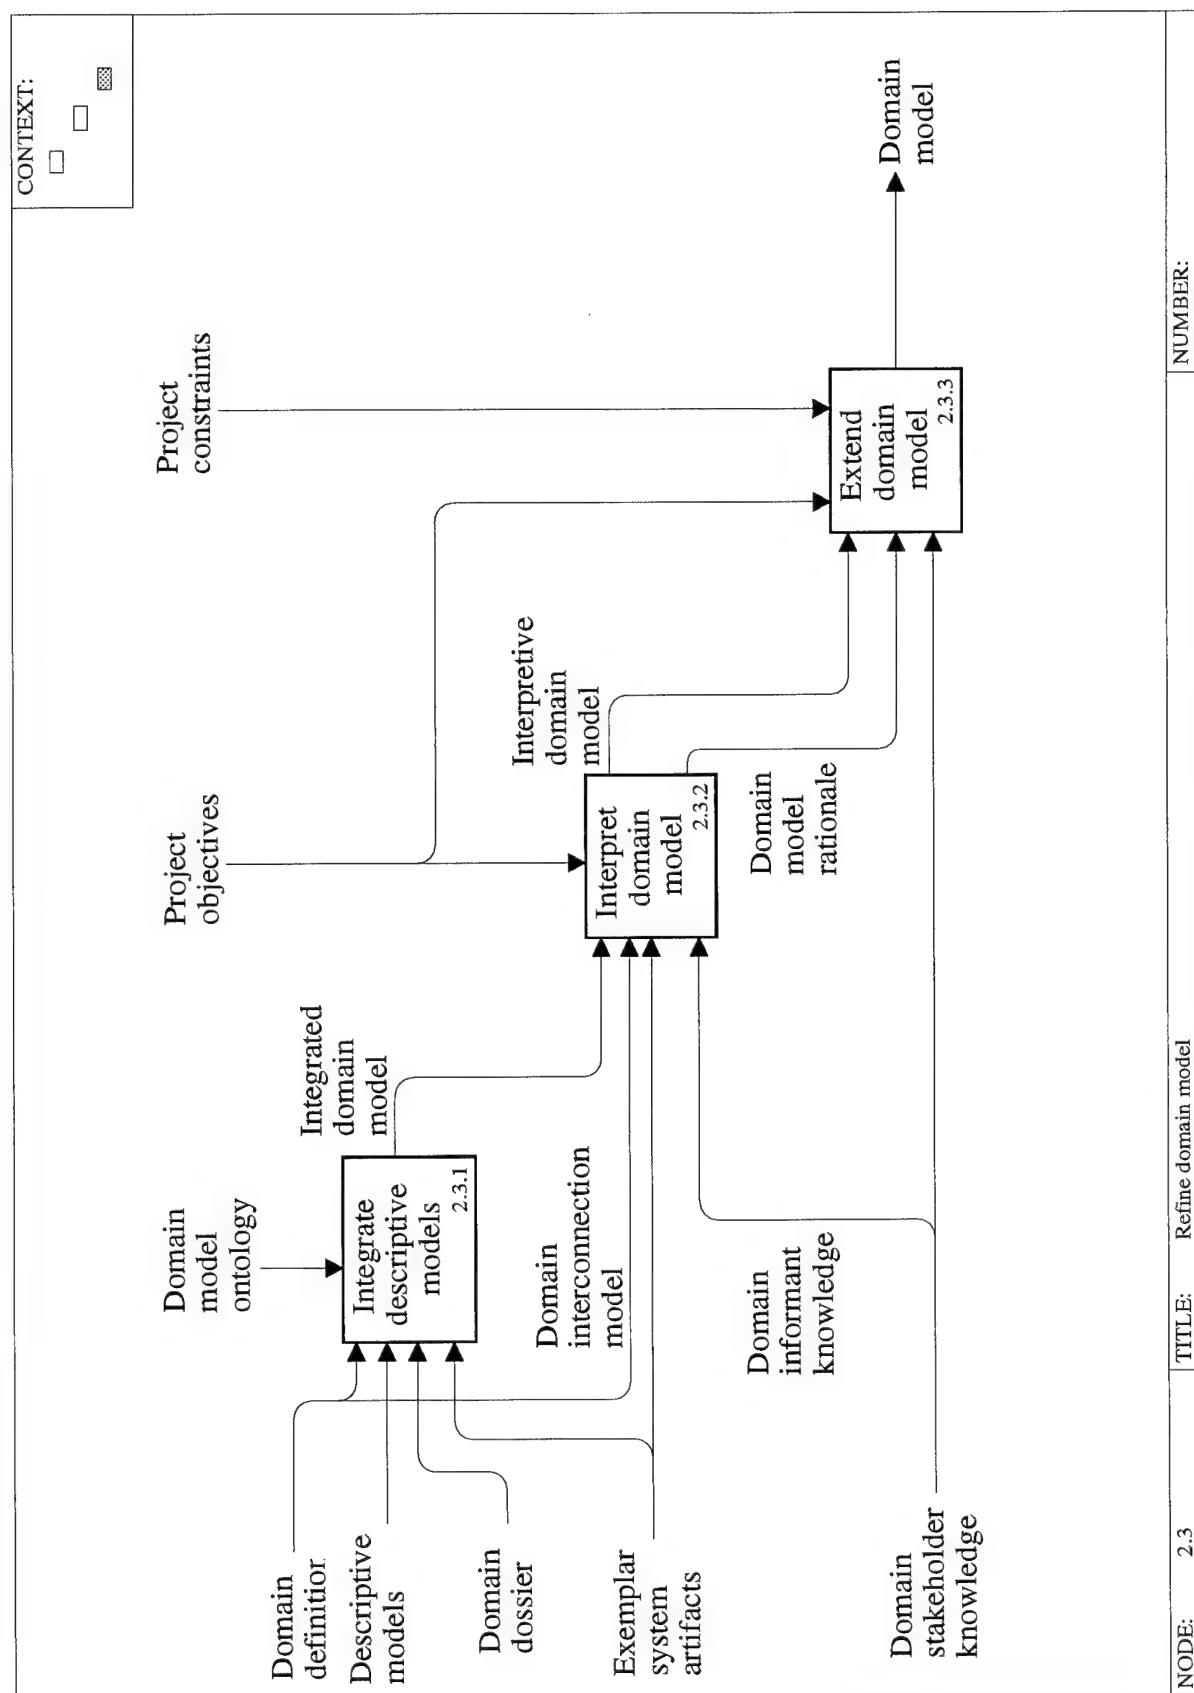 CONTEXT:
Project
constraints
Project
objectives
Domain
model
ontology
Domain
definitior
Descriptive
models
Domain
dossier
Exemplar
system
artifacts
Domain
stakeholder
knowledge
Integrate
descriptive
models
2.3.1
Integrated
domain
model
Domain
interconnection
model
Domain
informant
knowledge
Interpret
domain
model
2.3.2
Interpretive
domain
model
Domain
model
rationale
Extend
domain
model
2.3.3
Domain
model
NODE: 2.3
TITLE: Refine domain model
NUMBER: